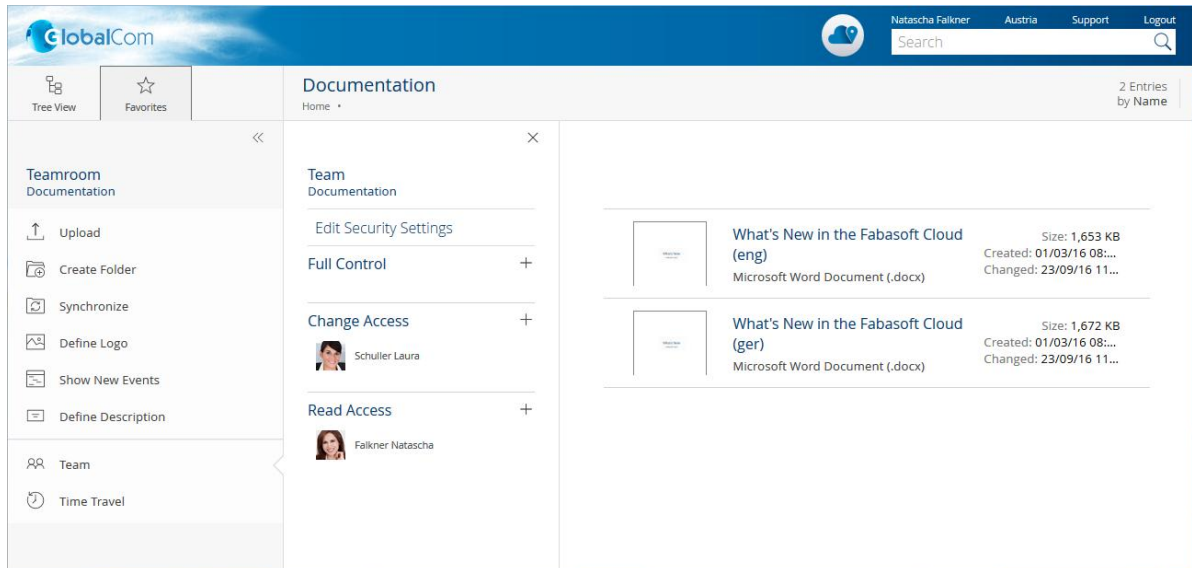 GlobalCom
Natascha Falkner Austria Support Logout
Search
Tree View
Favorites
Documentation
Home •
2 Entries
by Name
Teamroom
Documentation
Upload
Create Folder
Synchronize
Define Logo
Show New Events
Define Description
Team
Time Travel
Team
Documentation
Edit Security Settings
Full Control
Change Access
Schuller Laura
Read Access
Falkner Natascha
What's New in the Fabasoft Cloud
(eng)
Microsoft Word Document (.docx)
Size: 1,653 KB
Created: 01/03/16 08:...
Changed: 23/09/16 11...
What's New in the Fabasoft Cloud
(ger)
Microsoft Word Document (.docx)
Size: 1,672 KB
Created: 01/03/16 08:...
Changed: 23/09/16 11...